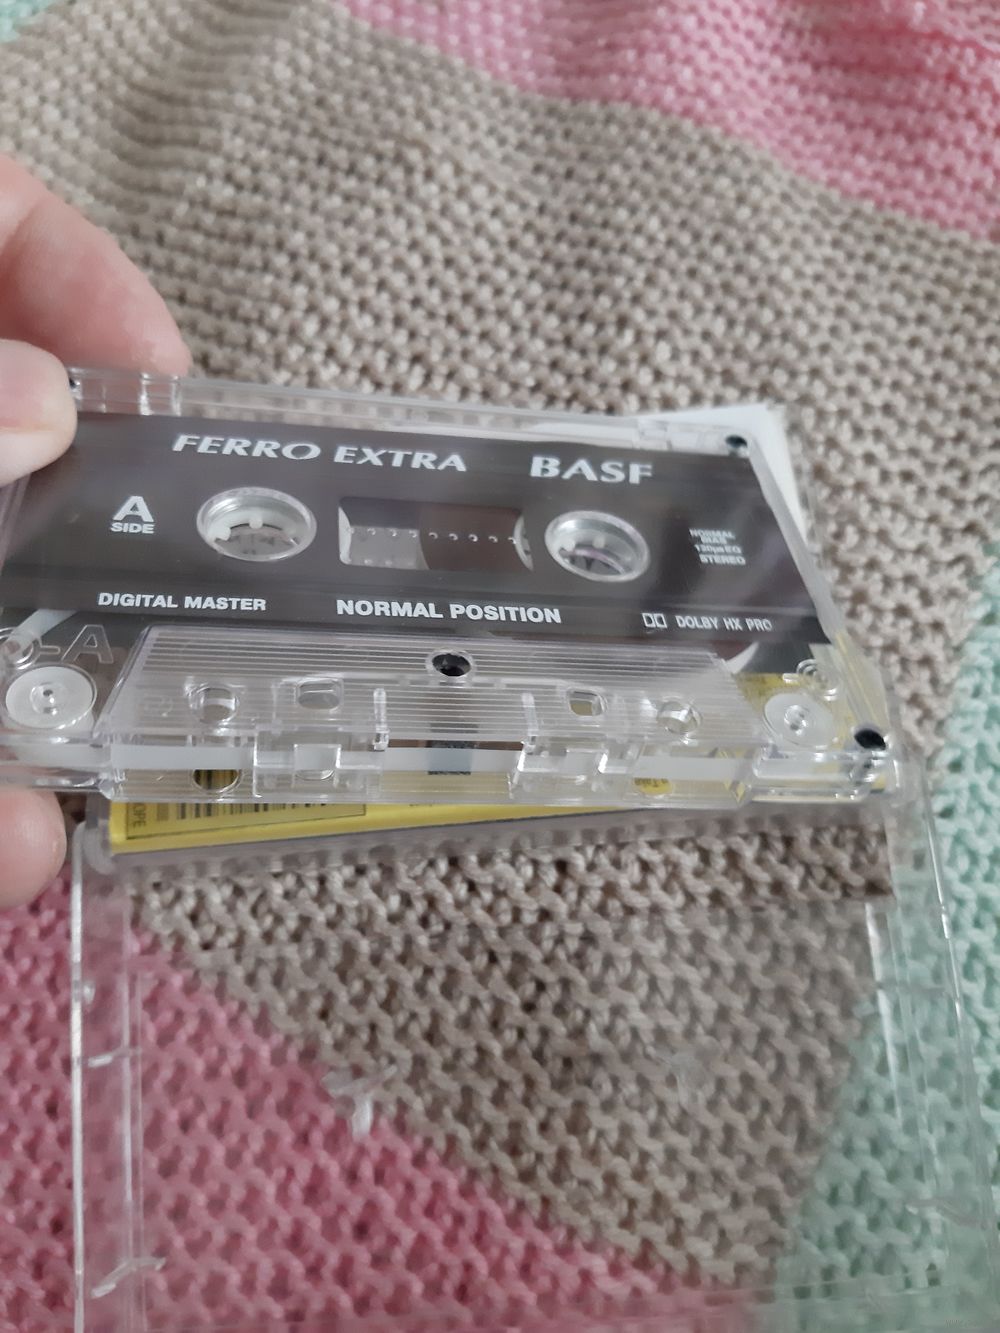 FERRO EXTRA BASF
A
SIDE
NORMAL
BIAS
120µs EQ
STEREO
DIGITAL MASTER NORMAL POSITION DOLBY HX PRO
-A